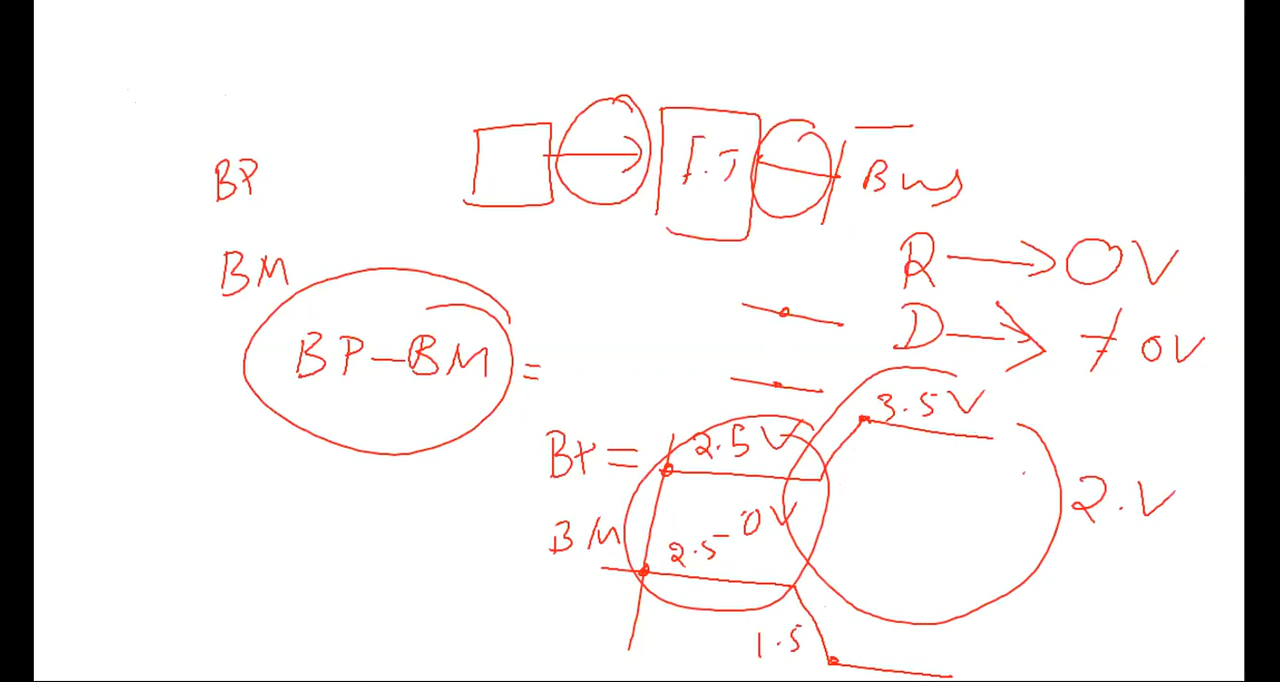 BP
F.J
Bus
BM
R → 0V
BP-BM =
D → ≠ 0V
3.5V
BP = 2.5V
2.V
0V
BM 2.5
1.5